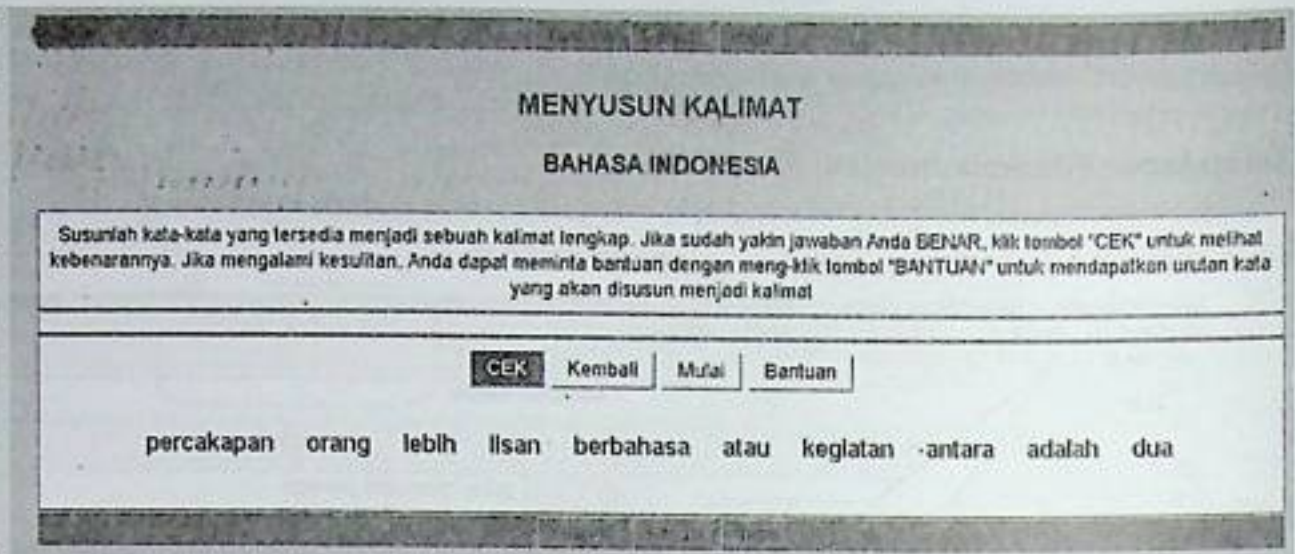 MENYUSUN KALIMAT
BAHASA INDONESIA
Susunlah kata-kata yang tersedia menjadi sebuah kalimat lengkap. Jika sudah yakin jawaban Anda BENAR, klik tombol "CEK" untuk melihat
kebenarannya. Jika mengalami kesulitan, Anda dapat meminta bantuan dengan meng-klik tombol "BANTUAN" untuk mendapatkan urutan kata
yang akan disusun menjadi kalimat
CEK Kembali Mulai Bantuan
percakapan orang lebih lisan berbahasa atau kegiatan antara adalah dua